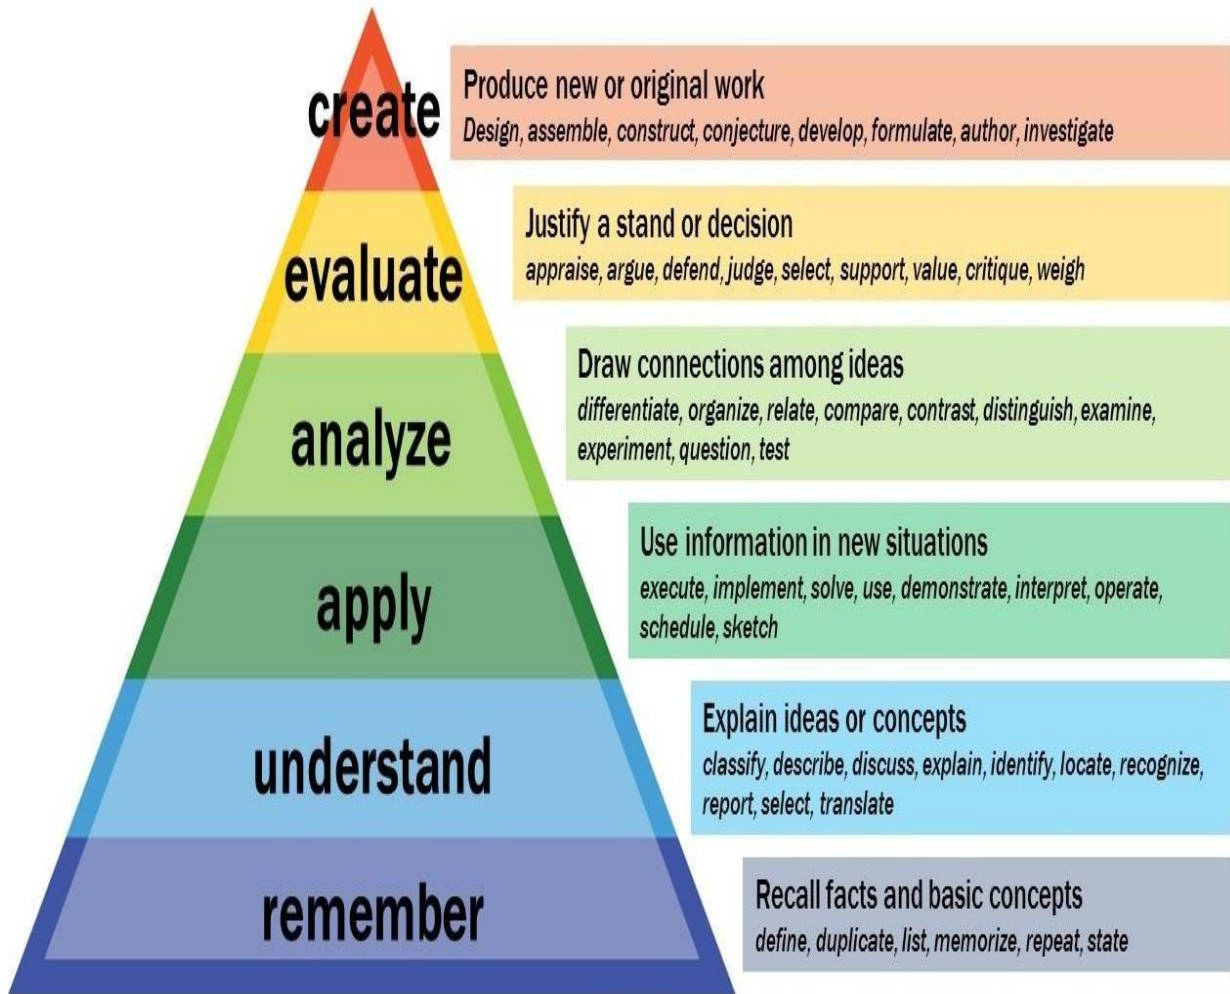 create
Produce new or original work
Design, assemble, construct, conjecture, develop, formulate, author, investigate
evaluate
Justify a stand or decision
appraise, argue, defend, judge, select, support, value, critique, weigh
analyze
Draw connections among ideas
differentiate, organize, relate, compare, contrast, distinguish, examine,
experiment, question, test
apply
Use information in new situations
execute, implement, solve, use, demonstrate, interpret, operate,
schedule, sketch
understand
Explain ideas or concepts
classify, describe, discuss, explain, identify, locate, recognize,
report, select, translate
remember
Recall facts and basic concepts
define, duplicate, list, memorize, repeat, state